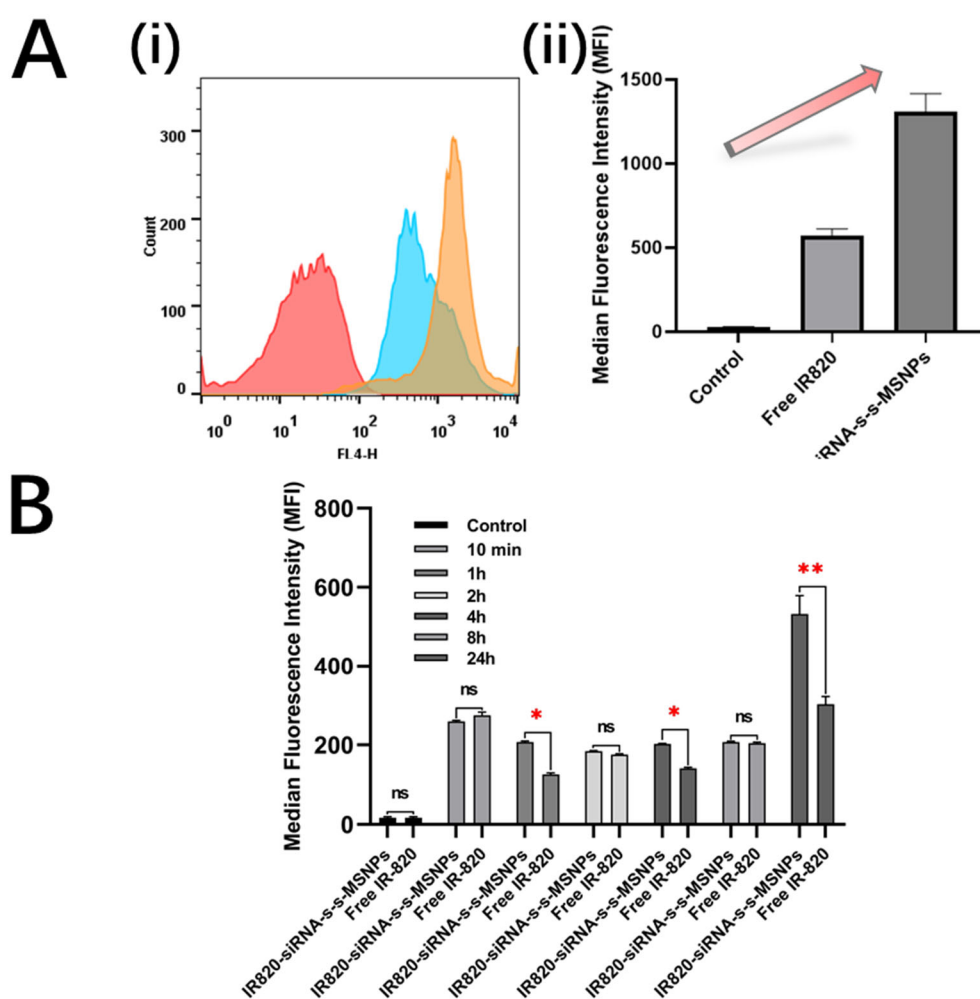 A
(i)
(ii)
Count
300
200
100
0
10^0
10^1
10^2
10^3
10^4
FL4-H
Median Fluorescence Intensity (MFI)
1500
1000
500
0
Control
Free IR820
iRNA-s-s-MSNPs
B
Median Fluorescence Intensity (MFI)
800
600
400
200
0
Control
10 min
1h
2h
4h
8h
24h
ns
ns
*
ns
*
ns
**
IR820-siRNA-s-s-MSNPs
Free IR-820
IR820-siRNA-s-s-MSNPs
Free IR-820
IR820-siRNA-s-s-MSNPs
Free IR-820
IR820-siRNA-s-s-MSNPs
Free IR-820
IR820-siRNA-s-s-MSNPs
Free IR-820
IR820-siRNA-s-s-MSNPs
Free IR-820
IR820-siRNA-s-s-MSNPs
Free IR-820